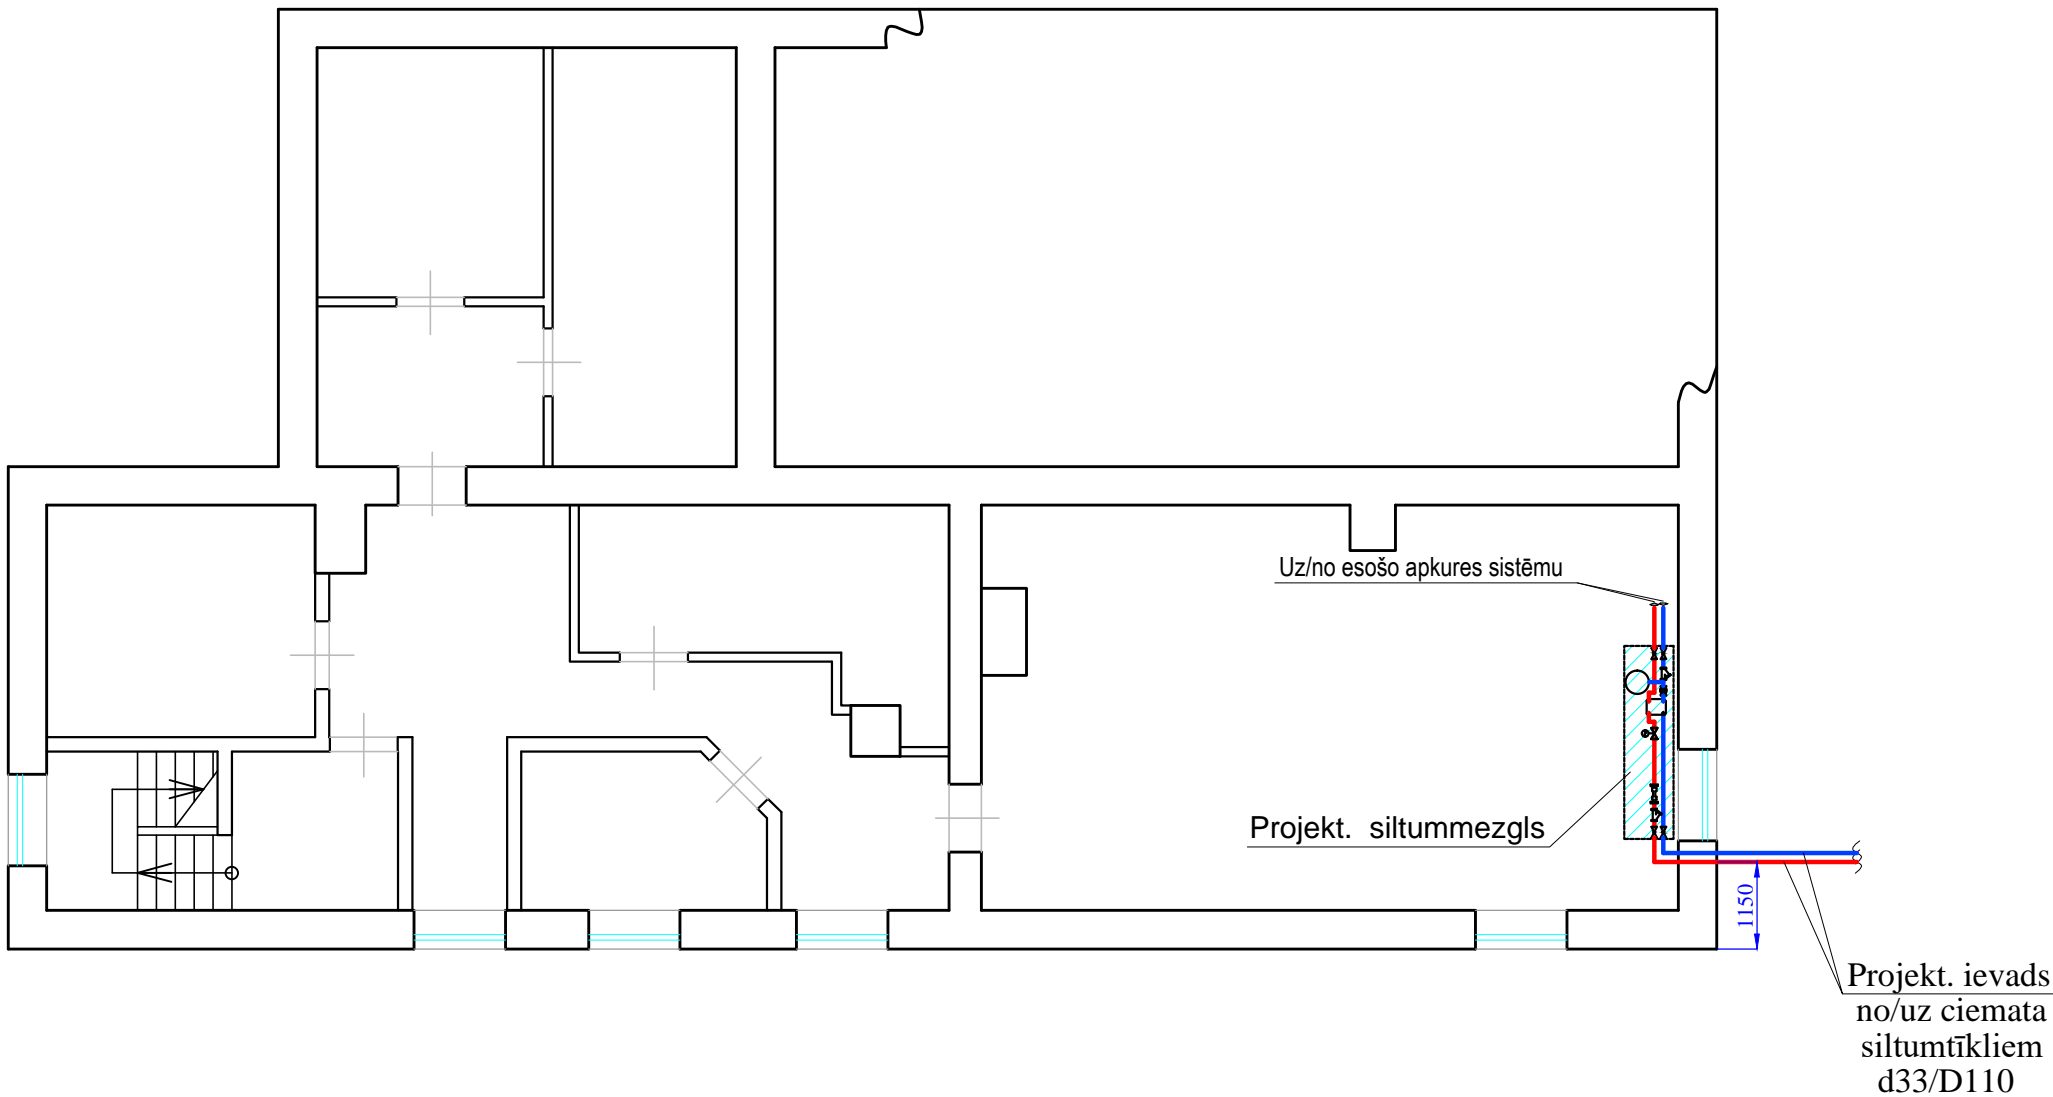 Uz/no esošo apkures sistēmu
Projekt. siltummezgls
1150
Projekt. ievads
no/uz ciemata
siltumtīkliem
d33/D110